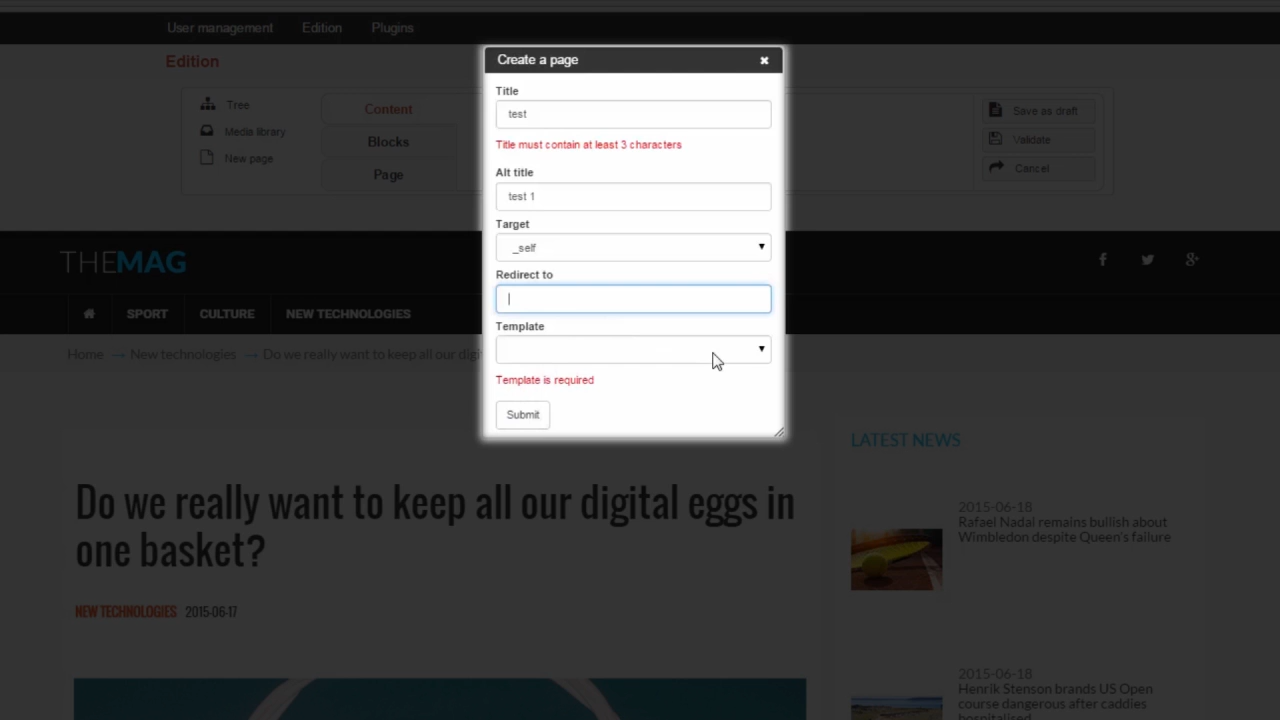 User management Edition Plugins
Edition
Tree
Media library
New page
Content
Blocks
Page
Save as draft
Validate
Cancel
Create a page
Title
test
Title must contain at least 3 characters
Alt title
test 1
Target
_self
Redirect to
Template
Template is required
Submit
THEMAG
SPORT CULTURE NEW TECHNOLOGIES
Home → New technologies → Do we really want to keep all our digi
Do we really want to keep all our digital eggs in
one basket?
NEW TECHNOLOGIES 2015-06-17
LATEST NEWS
2015-06-18
Rafael Nadal remains bullish about
Wimbledon despite Queen's failure
2015-06-18
Henrik Stenson brands US Open
course dangerous after caddies
hospitalised